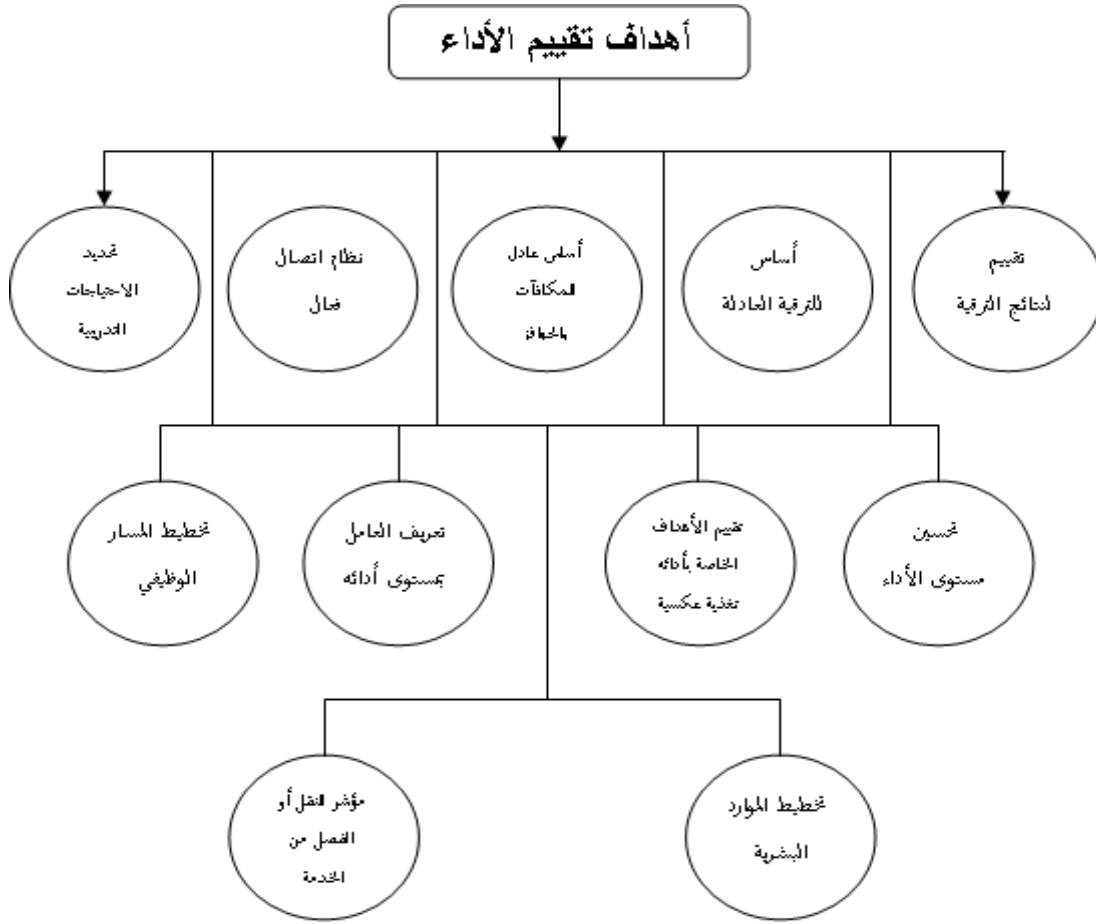 أهداف تقييم الأداء
تقييم
لنتائج الترقية
أساس
للترقية العادلة
أساس عادل
للمكافآت
والحوافز
نظام اتصال
فعال
تحديد
الاحتياجات
التدريبية
تحسين
مستوى الأداء
تقييم الأهداف
الخاصة بأدائه
تغذية عكسية
تعريف العامل
بمستوى أدائه
تخطيط المسار
الوظيفي
تخطيط الموارد
البشرية
مؤشر النقل أو
الفصل من
الخدمة